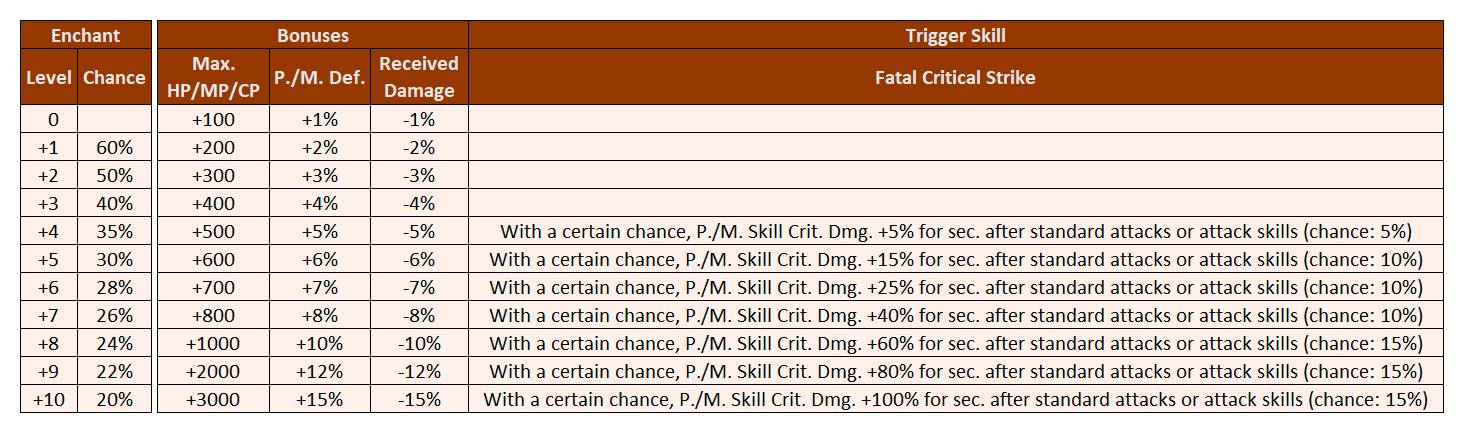 Enchant Bonuses Trigger Skill
Level Chance Max. HP/MP/CP P./M. Def. Received Damage Fatal Critical Strike
0 +100 +1% -1%
+1 60% +200 +2% -2%
+2 50% +300 +3% -3%
+3 40% +400 +4% -4%
+4 35% +500 +5% -5% With a certain chance, P./M. Skill Crit. Dmg. +5% for sec. after standard attacks or attack skills (chance: 5%)
+5 30% +600 +6% -6% With a certain chance, P./M. Skill Crit. Dmg. +15% for sec. after standard attacks or attack skills (chance: 10%)
+6 28% +700 +7% -7% With a certain chance, P./M. Skill Crit. Dmg. +25% for sec. after standard attacks or attack skills (chance: 10%)
+7 26% +800 +8% -8% With a certain chance, P./M. Skill Crit. Dmg. +40% for sec. after standard attacks or attack skills (chance: 10%)
+8 24% +1000 +10% -10% With a certain chance, P./M. Skill Crit. Dmg. +60% for sec. after standard attacks or attack skills (chance: 15%)
+9 22% +2000 +12% -12% With a certain chance, P./M. Skill Crit. Dmg. +80% for sec. after standard attacks or attack skills (chance: 15%)
+10 20% +3000 +15% -15% With a certain chance, P./M. Skill Crit. Dmg. +100% for sec. after standard attacks or attack skills (chance: 15%)